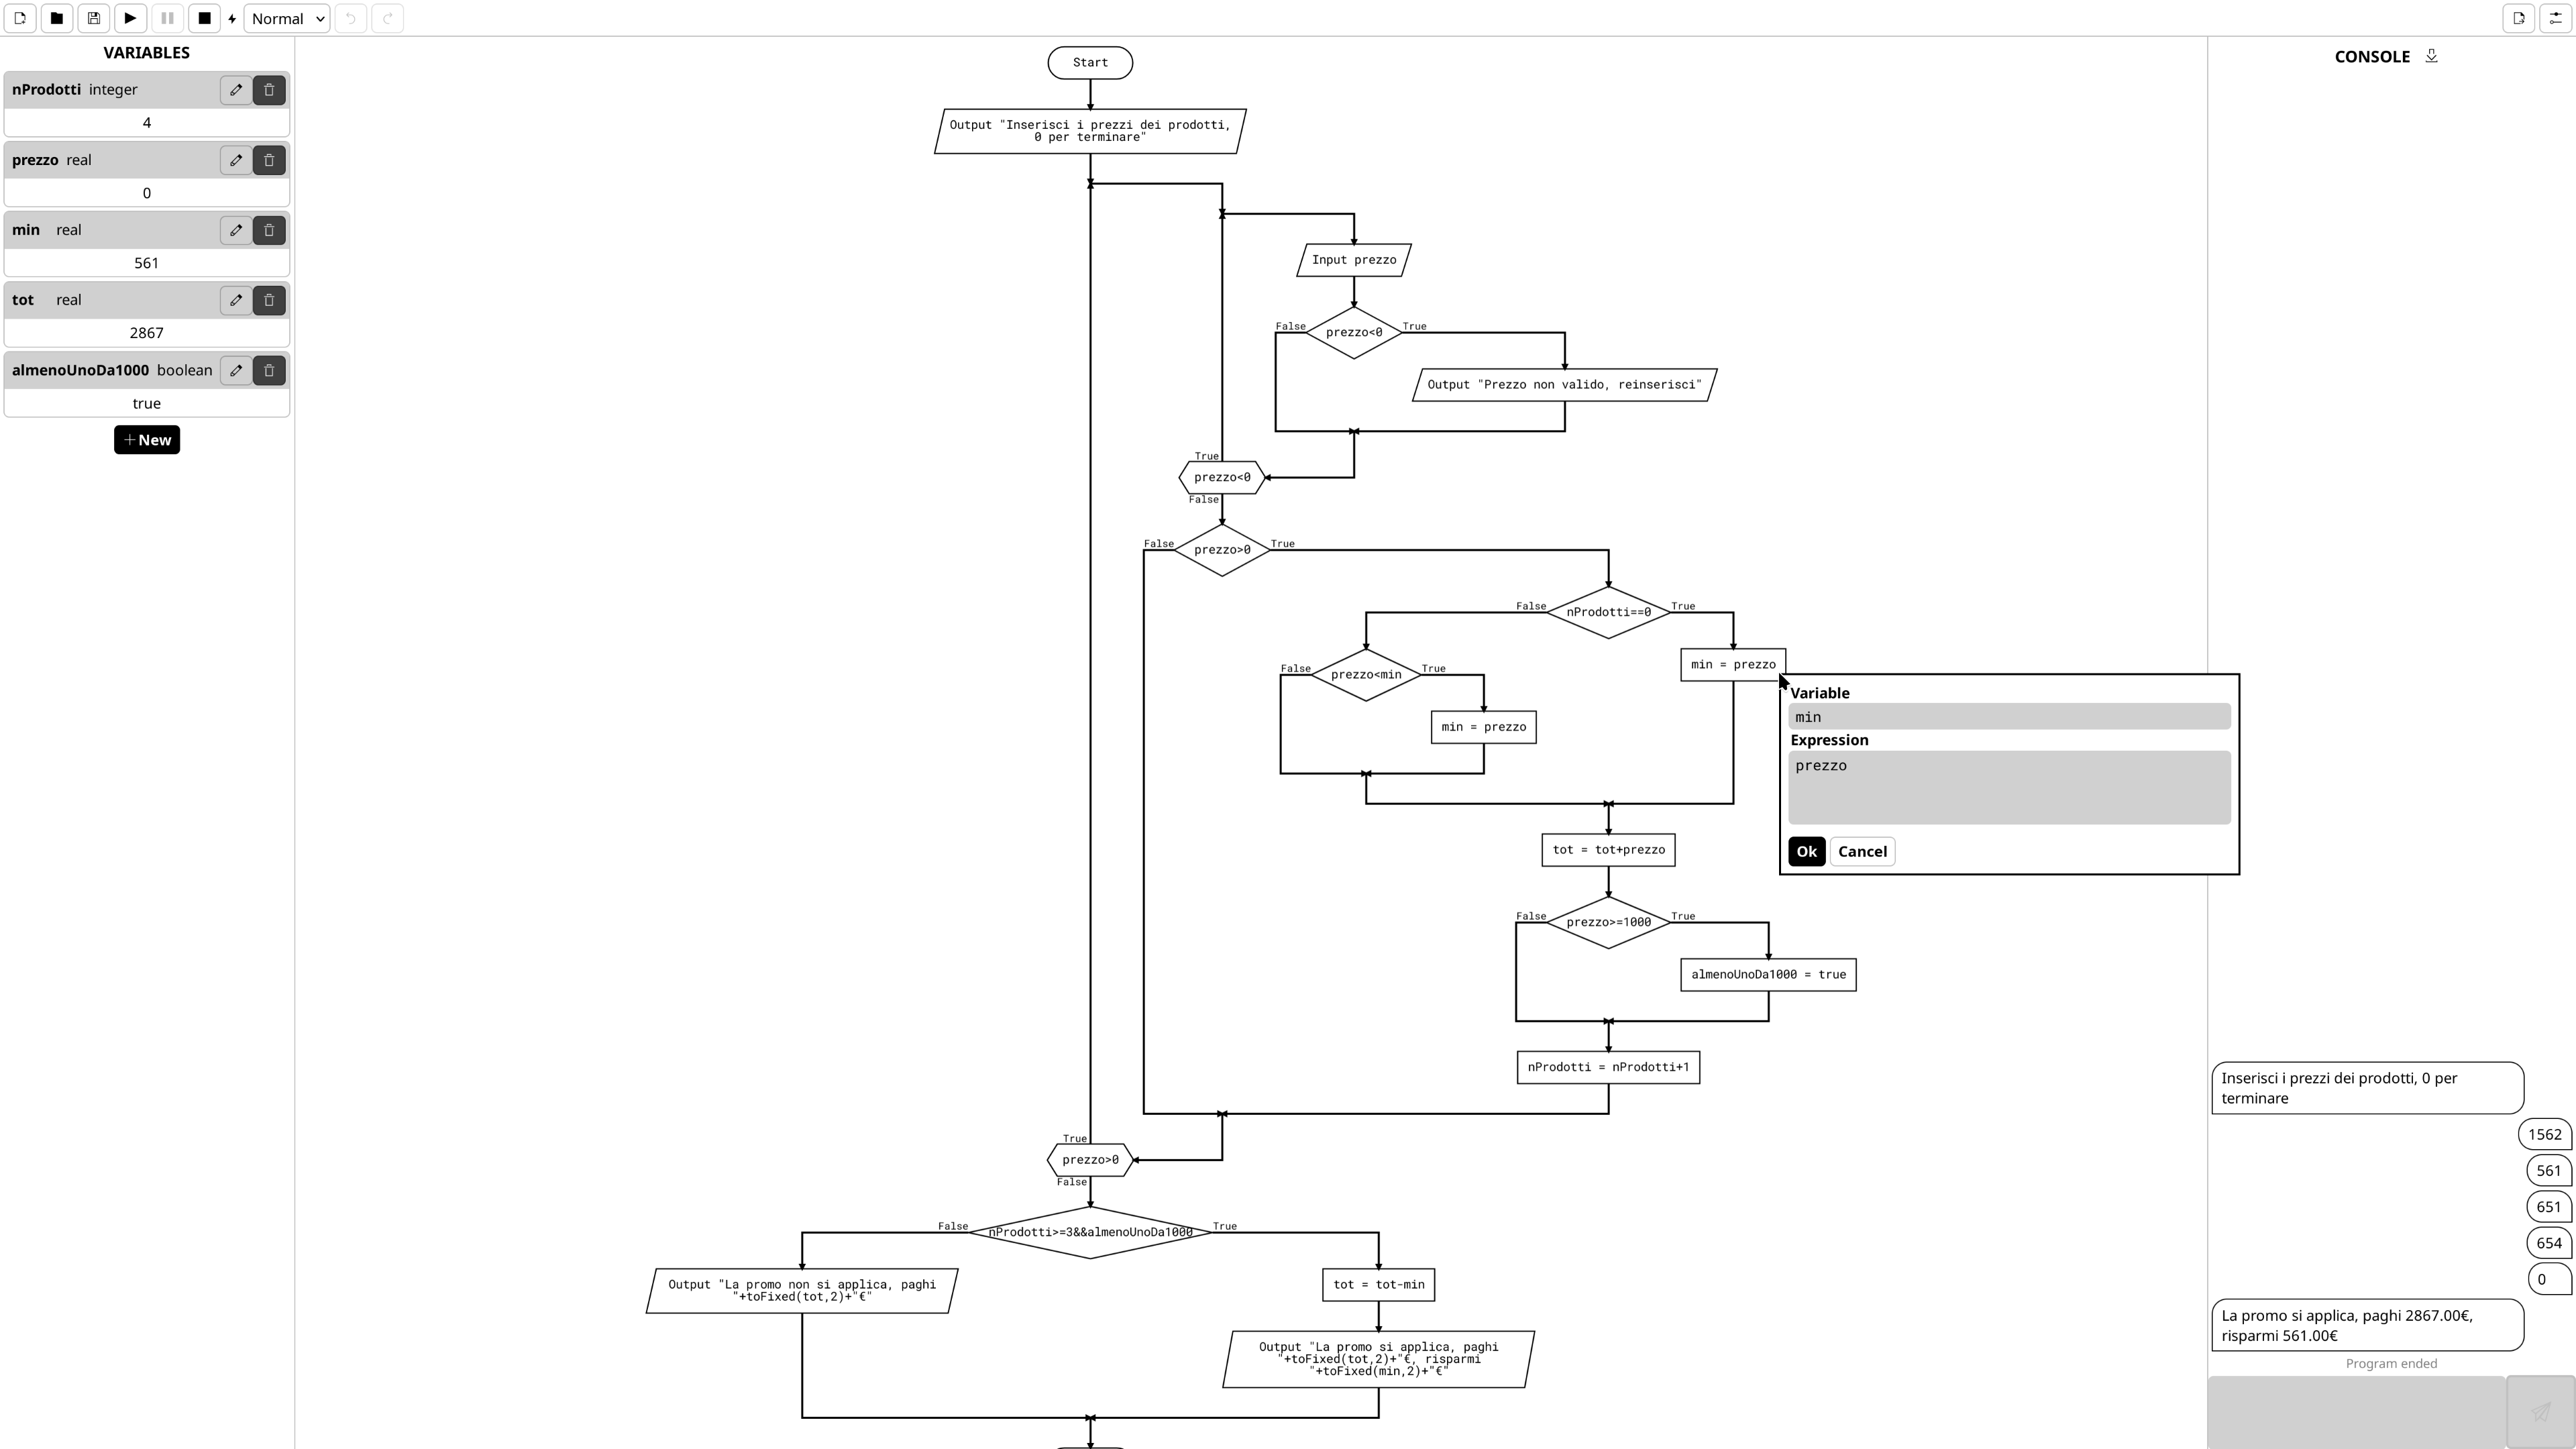 Normal
VARIABLES
nProdotti integer
4
prezzo real
0
min real
561
tot real
2867
almenoUnoDa1000 boolean
true
New
Start
Output "Inserisci i prezzi dei prodotti,
0 per terminare"
Input prezzo
False
prezzo<0
True
Output "Prezzo non valido, reinserisci"
True
prezzo<0
False
False
prezzo>0
True
False
nProdotti==0
True
min = prezzo
False
prezzo<min
True
min = prezzo
tot = tot+prezzo
False
prezzo>=1000
True
almenoUnoDa1000 = true
nProdotti = nProdotti+1
True
prezzo>0
False
False
nProdotti>=3&&almenoUnoDa1000
True
Output "La promo non si applica, paghi
"+toFixed(tot,2)+"€"
tot = tot-min
Output "La promo si applica, paghi
"+toFixed(tot,2)+"€, risparmi
"+toFixed(min,2)+"€"
Variable
min
Expression
prezzo
Ok
Cancel
CONSOLE
Inserisci i prezzi dei prodotti, 0 per
terminare
1562
561
651
654
0
La promo si applica, paghi 2867.00€,
risparmi 561.00€
Program ended